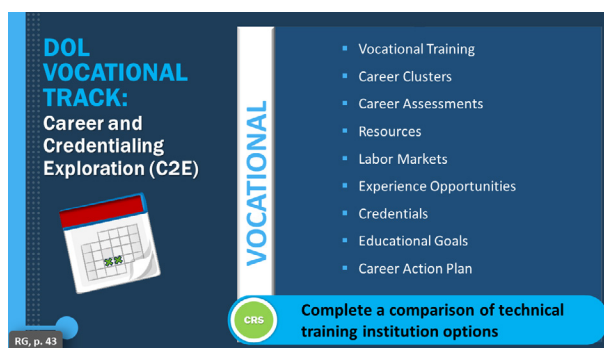 DOL
VOCATIONAL
TRACK:
Career and
Credentialing
Exploration (C2E)
VOCATIONAL
Vocational Training
Career Clusters
Career Assessments
Resources
Labor Markets
Experience Opportunities
Credentials
Educational Goals
Career Action Plan
CRS
Complete a comparison of technical
training institution options
RG, p. 43